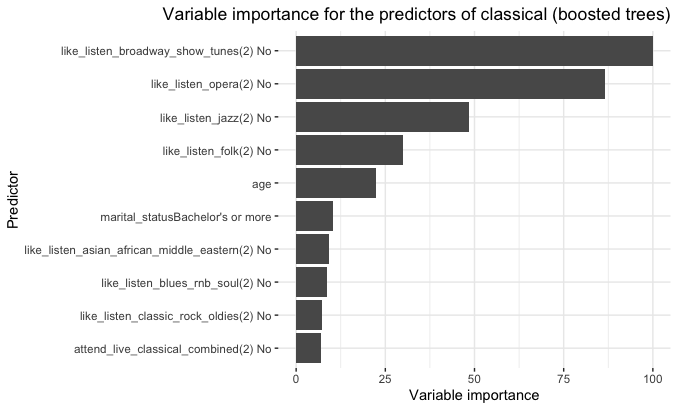 Variable importance for the predictors of classical (boosted trees)
like_listen_broadway_show_tunes(2) No
like_listen_opera(2) No
like_listen_jazz(2) No
like_listen_folk(2) No
age
marital_statusBachelor's or more
like_listen_asian_african_middle_eastern(2) No
like_listen_blues_rnb_soul(2) No
like_listen_classic_rock_oldies(2) No
attend_live_classical_combined(2) No
Predictor
0 25 50 75 100
Variable importance